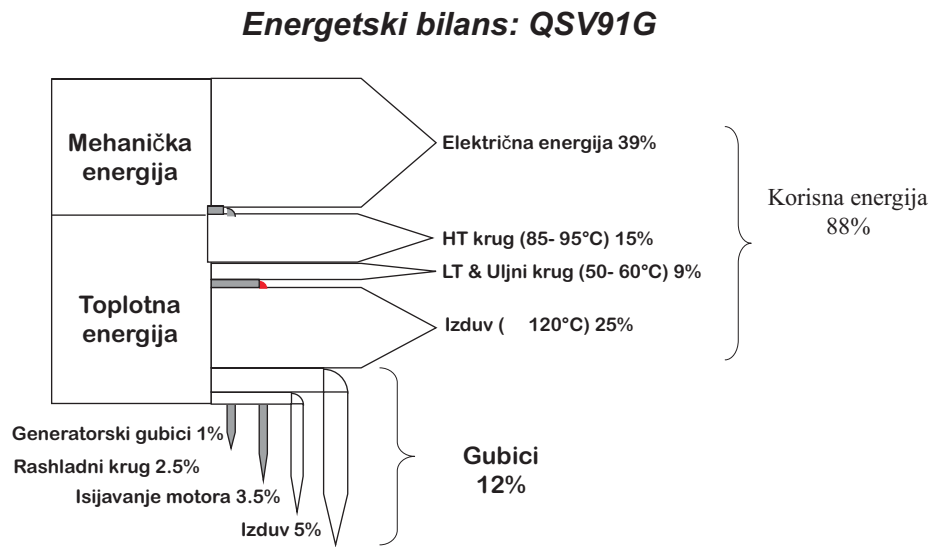 Energetski bilans: QSV91G
Mehanička
energija
Električna energija 39%
Korisna energija
88%
HT krug (85- 95°C) 15%
LT & Uljni krug (50- 60°C) 9%
Toplotna
energija
Izduv ( 120°C) 25%
Generatorski gubici 1%
Rashladni krug 2.5%
Isijavanje motora 3.5%
Izduv 5%
Gubici
12%